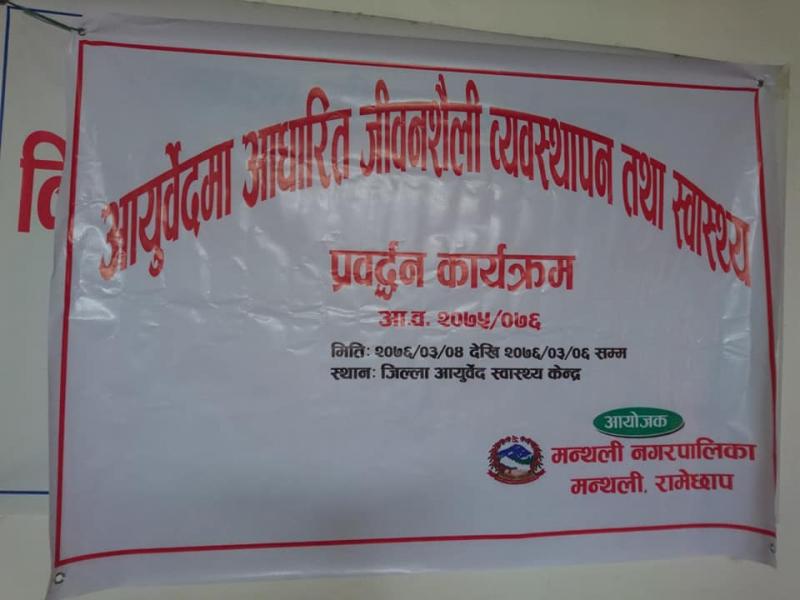 आयुर्वेदमा आधारित जीवनशैली व्यवस्थापन तथा स्वास्थ्य
प्रवर्द्धन कार्यक्रम
आ.व. २०७५/०७६
मिति: २०७६/०३/०४ देखि २०७६/०३/०६ सम्म
स्थान: जिल्ला आयुर्वेद स्वास्थ्य केन्द्र
आयोजक
मन्थली नगरपालिका
मन्थली, रामेछाप